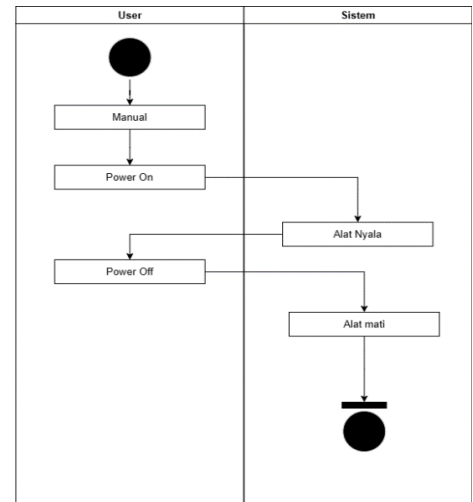 User
Sistem
Manual
Power On
Alat Nyala
Power Off
Alat mati